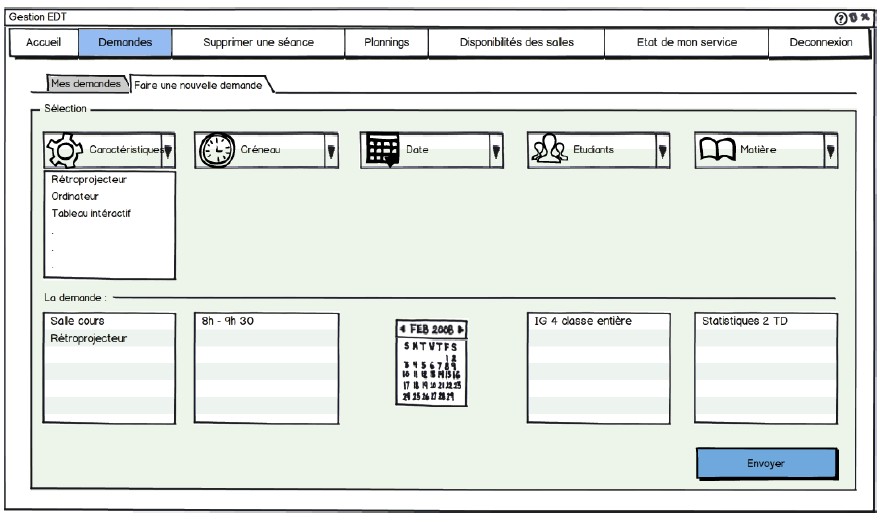 Gestion EDT
Accueil Demandes Supprimer une séance Plannings Disponibilités des salles Etat de mon service Deconnexion
Mes demandes Faire une nouvelle demande
Sélection
Caractéristiques Créneau Date Etudiants Matière
Rétroprojecteur
Ordinateur
Tableau intéractif
.
.
.
La demande :
Salle cours 8h - 9h 30 IG 4 classe entière Statistiques 2 TD
Rétroprojecteur
FEB 2008
S M T V T F S
1 2
3 4 5 6 7 8 9
10 11 12 13 14 15 16
17 18 19 20 21 22 23
24 25 26 27 28 29
Envoyer